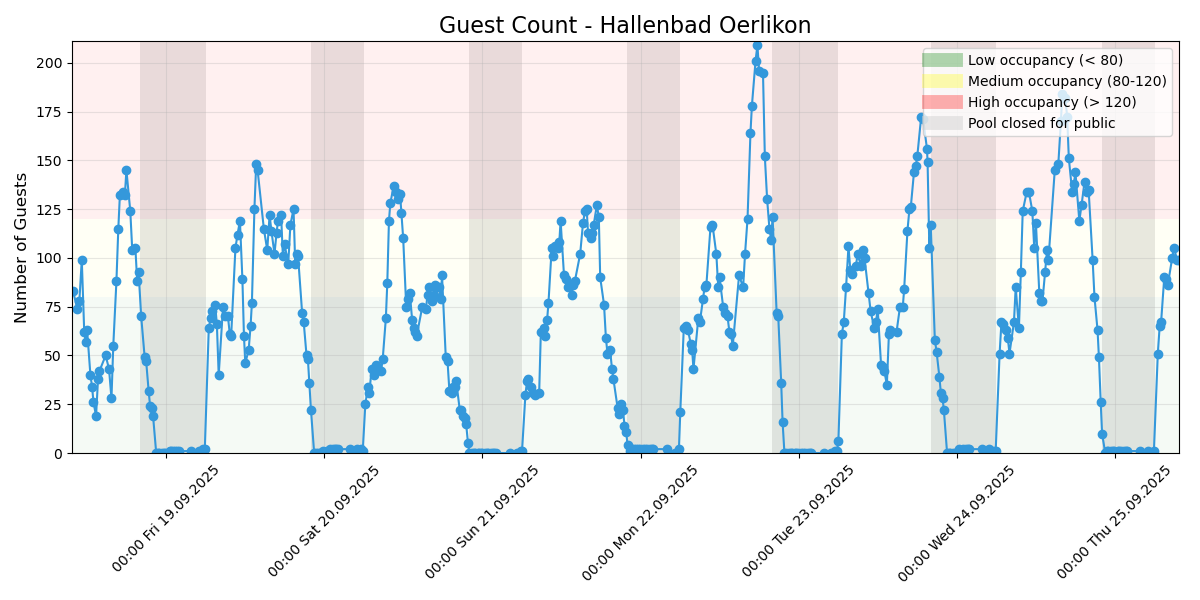 Guest Count - Hallenbad Oerlikon
Number of Guests
200
175
150
125
100
75
50
25
0
Low occupancy (< 80)
Medium occupancy (80-120)
High occupancy (> 120)
Pool closed for public
00:00 Fri 19.09.2025
00:00 Sat 20.09.2025
00:00 Sun 21.09.2025
00:00 Mon 22.09.2025
00:00 Tue 23.09.2025
00:00 Wed 24.09.2025
00:00 Thu 25.09.2025